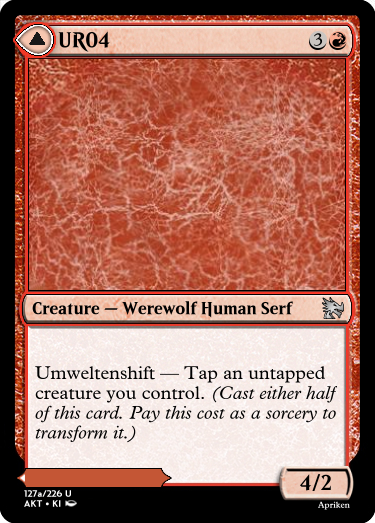 UR04
3
Creature — Werewolf Human Serf
Umweltenshift — Tap an untapped
creature you control. (Cast either half
of this card. Pay this cost as a sorcery to
transform it.)
4/2
127a/226 U
AKT • KI
Apriken